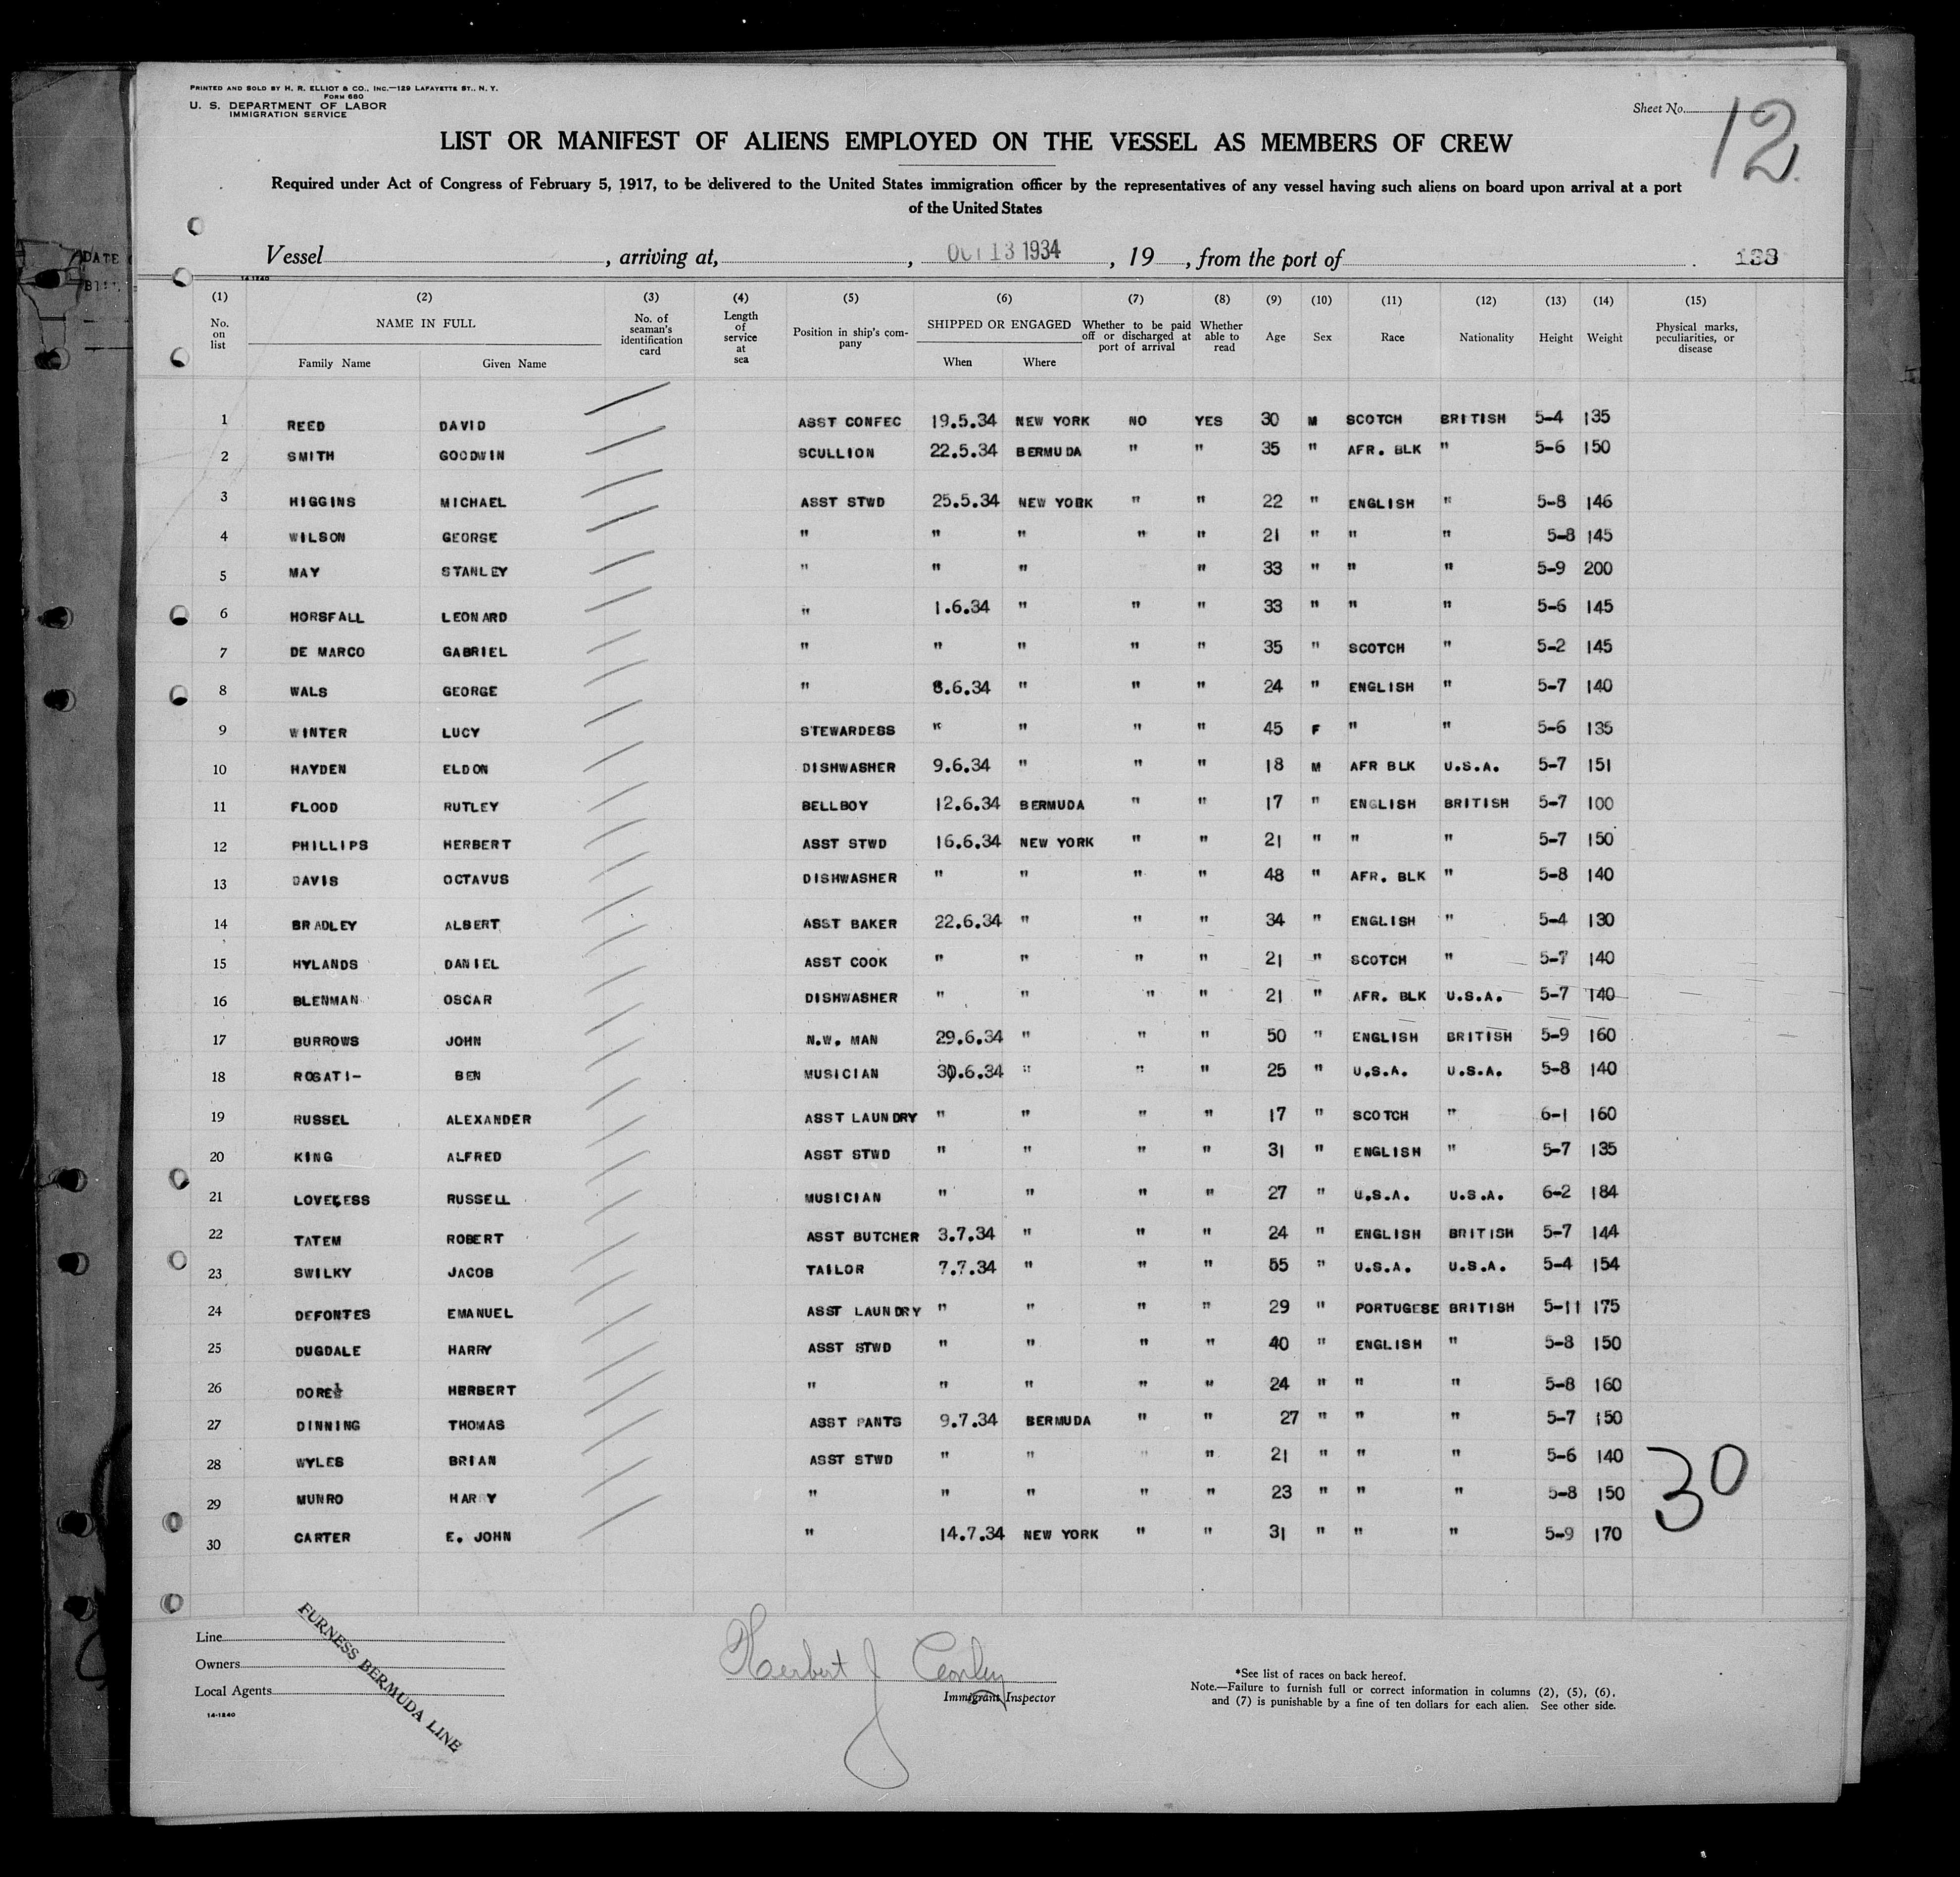 PRINTED AND SOLD BY H. R. ELLIOT & CO., INC.—129 LAFAYETTE ST., N. Y.
FORM 680
U. S. DEPARTMENT OF LABOR
IMMIGRATION SERVICE
Sheet No. 12
LIST OR MANIFEST OF ALIENS EMPLOYED ON THE VESSEL AS MEMBERS OF CREW
Required under Act of Congress of February 5, 1917, to be delivered to the United States immigration officer by the representatives of any vessel having such aliens on board upon arrival at a port
of the United States
Vessel , arriving at, , OCT 13 1934 , 19 , from the port of . 133
14-1240
(1) No. on list (2) NAME IN FULL Family Name Given Name (3) No. of seaman's identification card (4) Length of service at sea (5) Position in ship's company (6) SHIPPED OR ENGAGED When Where (7) Whether to be paid off or discharged at port of arrival (8) Whether able to read (9) Age (10) Sex (11) Race (12) Nationality (13) Height (14) Weight (15) Physical marks, peculiarities, or disease
1 REED DAVID ASST CONFEC 19.5.34 NEW YORK NO YES 30 M SCOTCH BRITISH 5-4 135
2 SMITH GOODWIN SCULLION 22.5.34 BERMUDA " " 35 " AFR. BLK " 5-6 150
3 HIGGINS MICHAEL ASST STWD 25.5.34 NEW YORK " " 22 " ENGLISH " 5-8 146
4 WILSON GEORGE " " " " " 21 " " " 5-8 145
5 MAY STANLEY " " " " 33 " " " 5-9 200
6 HORSFALL LEONARD " 1.6.34 " " " 33 " " " 5-6 145
7 DE MARCO GABRIEL " " " " " 35 " SCOTCH " 5-2 145
8 WALS GEORGE " 8.6.34 " " " 24 " ENGLISH " 5-7 140
9 WINTER LUCY STEWARDESS " " " " 45 F " " 5-6 135
10 HAYDEN ELDON DISHWASHER 9.6.34 " " " 18 M AFR BLK U.S.A. 5-7 151
11 FLOOD RUTLEY BELLBOY 12.6.34 BERMUDA " " 17 " ENGLISH BRITISH 5-7 100
12 PHILLIPS HERBERT ASST STWD 16.6.34 NEW YORK " " 21 " " " 5-7 150
13 DAVIS OCTAVUS DISHWASHER " " " " 48 " AFR. BLK " 5-8 140
14 BRADLEY ALBERT ASST BAKER 22.6.34 " " " 34 " ENGLISH " 5-4 130
15 HYLANDS DANIEL ASST COOK " " " " 21 " SCOTCH " 5-7 140
16 BLENMAN OSCAR DISHWASHER " " " " 21 " AFR. BLK U.S.A. 5-7 140
17 BURROWS JOHN N.W. MAN 29.6.34 " " " 50 " ENGLISH BRITISH 5-9 160
18 ROSATI- BEN MUSICIAN 30.6.34 " " " 25 " U.S.A. U.S.A. 5-8 140
19 RUSSEL ALEXANDER ASST LAUNDRY " " " " 17 " SCOTCH " 6-1 160
20 KING ALFRED ASST STWD " " " " 31 " ENGLISH " 5-7 135
21 LOVELESS RUSSELL MUSICIAN " " " " 27 " U.S.A. U.S.A. 6-2 184
22 TATEM ROBERT ASST BUTCHER 3.7.34 " " " 24 " ENGLISH BRITISH 5-7 144
23 SWILKY JACOB TAILOR 7.7.34 " " " 55 " U.S.A. U.S.A. 5-4 154
24 DEFONTES EMANUEL ASST LAUNDRY " " " " 29 " PORTUGESE BRITISH 5-11 175
25 DUGDALE HARRY ASST STWD " " " " 40 " ENGLISH " 5-8 150
26 DORE HERBERT " " " " " 24 " " " 5-8 160
27 DINNING THOMAS ASST PANTS 9.7.34 BERMUDA " " 27 " " " 5-7 150
28 WYLES BRIAN ASST STWD " " " " 21 " " " 5-6 140
29 MUNRO HARRY " " " " " 23 " " " 5-8 150
30 CARTER E. JOHN " 14.7.34 NEW YORK " " 31 " " " 5-9 170
30
Line
Owners
Local Agents
FURNESS BERMUDA LINE
14-1240
Herbert J
Immigrant Inspector
*See list of races on back hereof.
Note.—Failure to furnish full or correct information in columns (2), (5), (6),
and (7) is punishable by a fine of ten dollars for each alien. See other side.